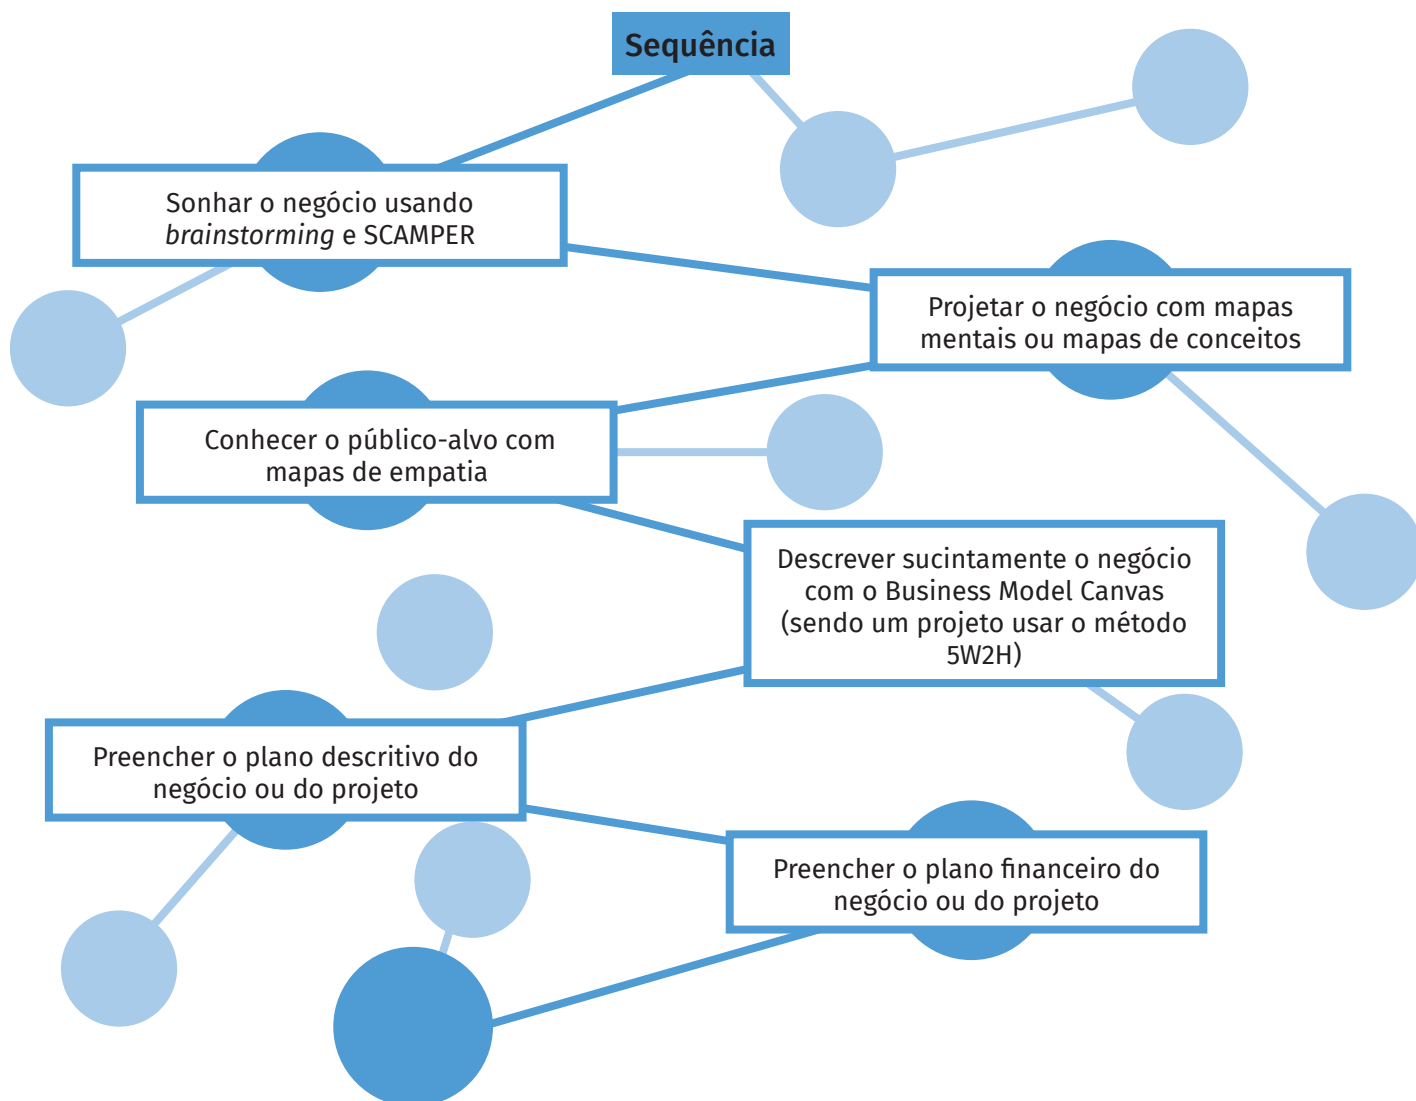 Sequência
Sonhar o negócio usando
brainstorming e SCAMPER
Projetar o negócio com mapas
mentais ou mapas de conceitos
Conhecer o público-alvo com
mapas de empatia
Descrever sucintamente o negócio
com o Business Model Canvas
(sendo um projeto usar o método
5W2H)
Preencher o plano descritivo do
negócio ou do projeto
Preencher o plano financeiro do
negócio ou do projeto